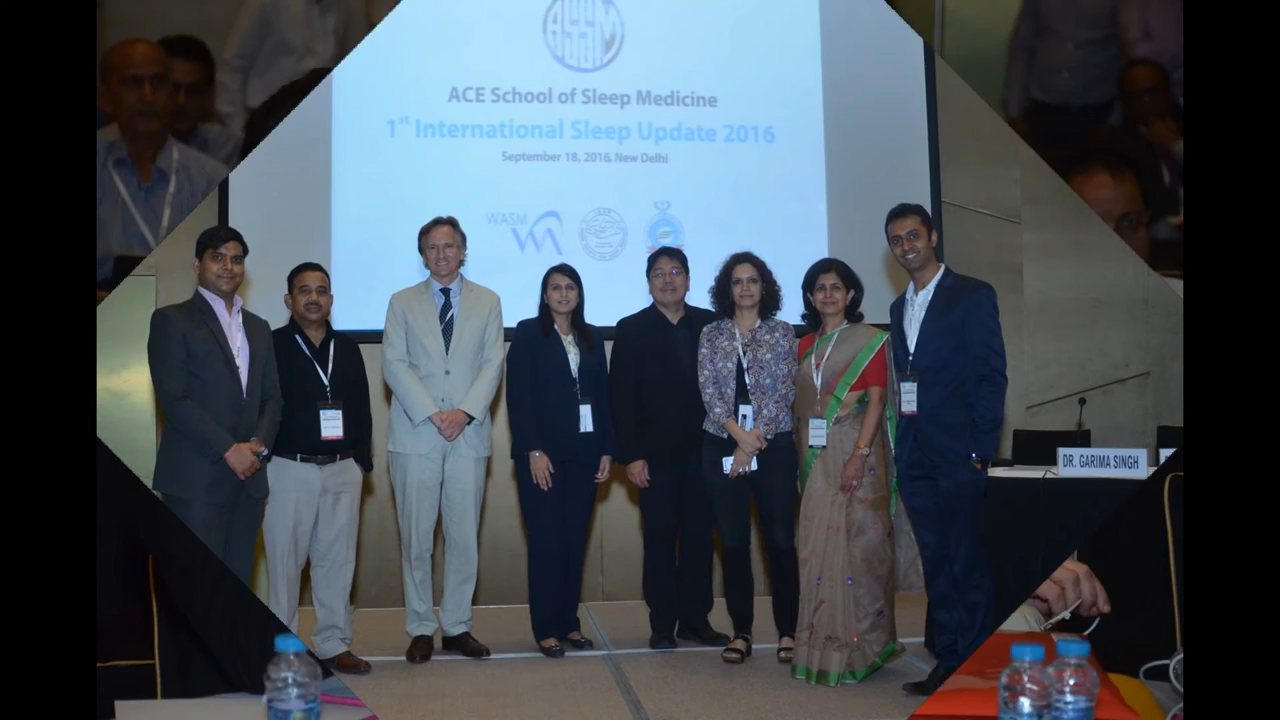 ASSM
ACE School of Sleep Medicine
1st International Sleep Update 2016
September 18, 2016, New Delhi
WASM
DR. GARIMA SINGH